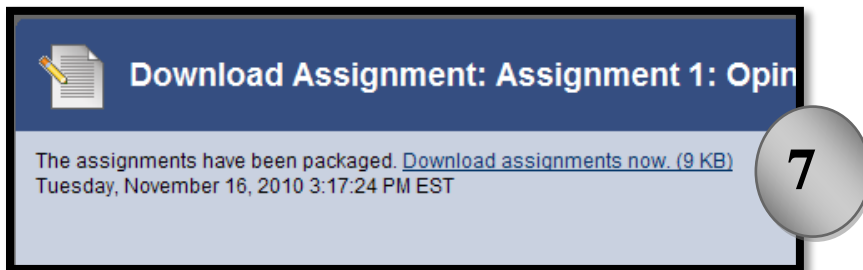 Download Assignment: Assignment 1: Opin
The assignments have been packaged. Download assignments now. (9 KB)
Tuesday, November 16, 2010 3:17:24 PM EST
7